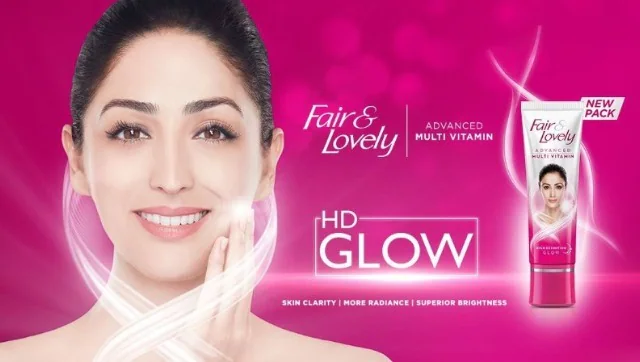 Fair &
Lovely
ADVANCED
MULTI VITAMIN
HD
GLOW
SKIN CLARITY | MORE RADIANCE | SUPERIOR BRIGHTNESS
NEW
PACK
Fair &
Lovely
ADVANCED
MULTI VITAMIN
GLOW